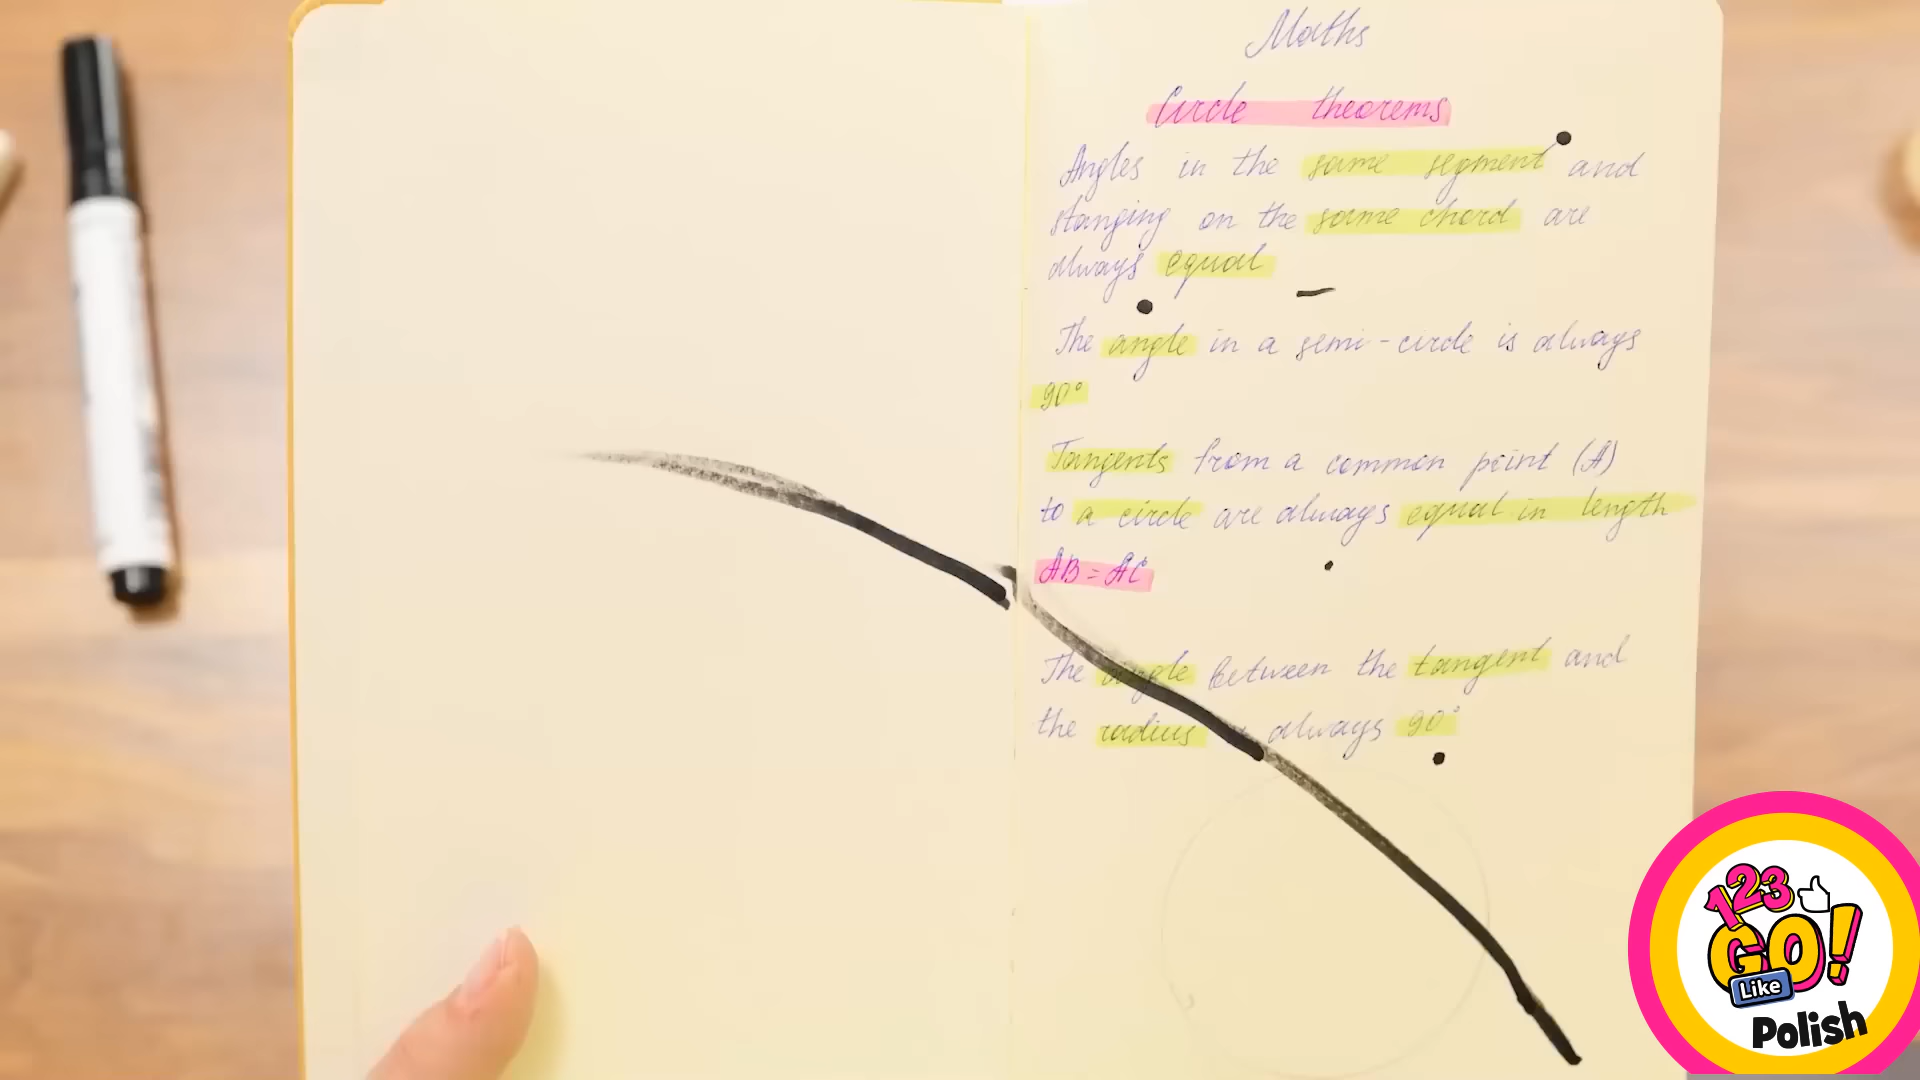 Maths
Circle theorems
Angles in the same segment and
stanging on the same chord are
always equal
The angle in a semi-circle is always
90°
Tangents from a common point (A)
to a circle are always equal in length
AB = AC
The angle between the tangent and
the radius always 90°
123
GO!
Like
Polish